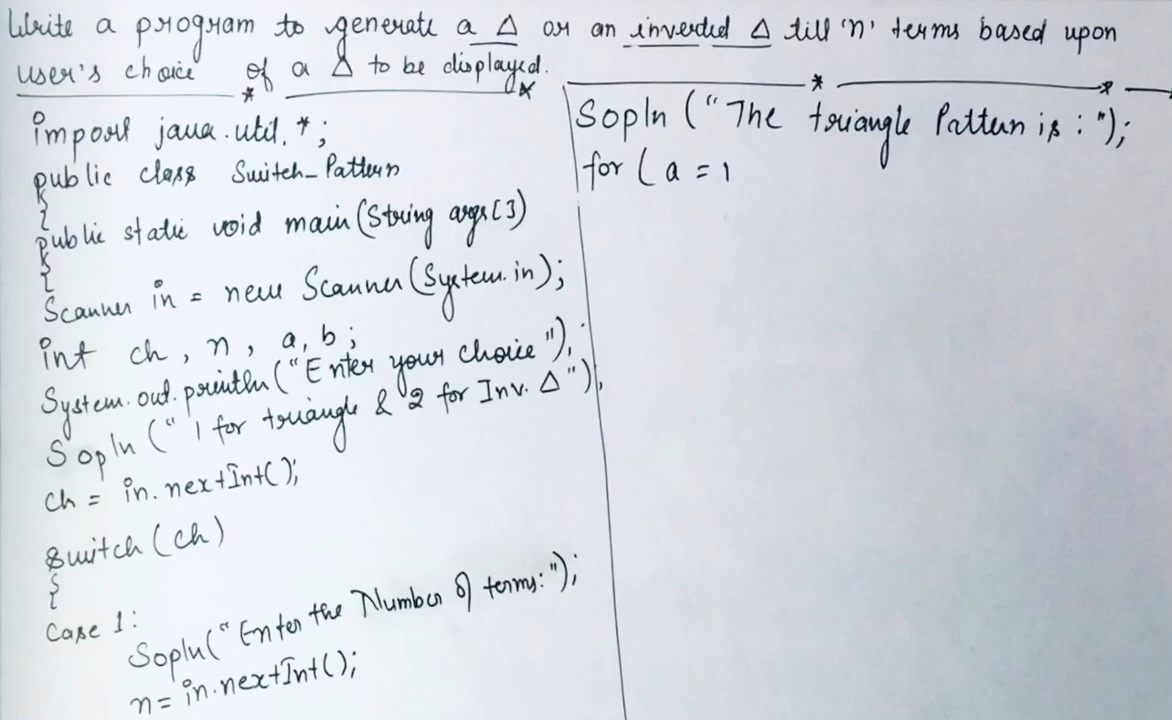 Write a program to generate a Δ or an inverted Δ till 'n' terms based upon
user's choice of a Δ to be displayed.
import java.util.*;
public class Switch_Pattern
{
public static void main(String args[])
{
Scanner in = new Scanner(System.in);
int ch, n, a, b;
System.out.println("Enter your choice");
Sopln ("1 for triangle & 2 for Inv. Δ");
ch = in.nextInt();
switch(ch)
{
Case 1:
Sopln("Enter the Number of terms:");
n = in.nextInt();
Sopln ("The triangle Pattern is :");
for ( a = 1